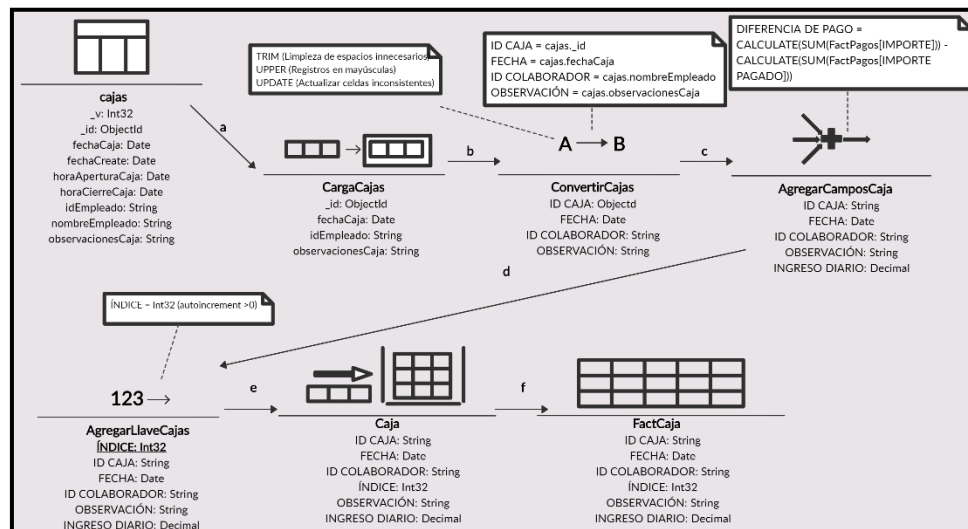 cajas
_v: Int32
_id: ObjectId
fechaCaja: Date
fechaCreate: Date
horaAperturaCaja: Date
horaCierreCaja: Date
idEmpleado: String
nombreEmpleado: String
observacionesCaja: String
a
CargaCajas
_id: ObjectId
fechaCaja: Date
idEmpleado: String
observacionesCaja: String
TRIM (Limpieza de espacios innecesarios)
UPPER (Registros en mayúsculas)
UPDATE (Actualizar celdas inconsistentes)
b
ID CAJA = cajas._id
FECHA = cajas.fechaCaja
ID COLABORADOR = cajas.nombreEmpleado
OBSERVACIÓN = cajas.observacionesCaja
A B
ConvertirCajas
ID CAJA: Objectd
FECHA: Date
ID COLABORADOR: String
OBSERVACIÓN: String
c
DIFERENCIA DE PAGO =
CALCULATE(SUM(FactPagos[IMPORTE])) -
CALCULATE(SUM(FactPagos[IMPORTE
PAGADO]))
AgregarCamposCaja
ID CAJA: String
FECHA: Date
ID COLABORADOR: String
OBSERVACIÓN: String
INGRESO DIARIO: Decimal
d
ÍNDICE = Int32 (autoincrement >0)
123
AgregarLlaveCajas
ÍNDICE: Int32
ID CAJA: String
FECHA: Date
ID COLABORADOR: String
OBSERVACIÓN: String
INGRESO DIARIO: Decimal
e
Caja
ID CAJA: String
FECHA: Date
ID COLABORADOR: String
ÍNDICE: Int32
OBSERVACIÓN: String
INGRESO DIARIO: Decimal
f
FactCaja
ID CAJA: String
FECHA: Date
ID COLABORADOR: String
ÍNDICE: Int32
OBSERVACIÓN: String
INGRESO DIARIO: Decimal